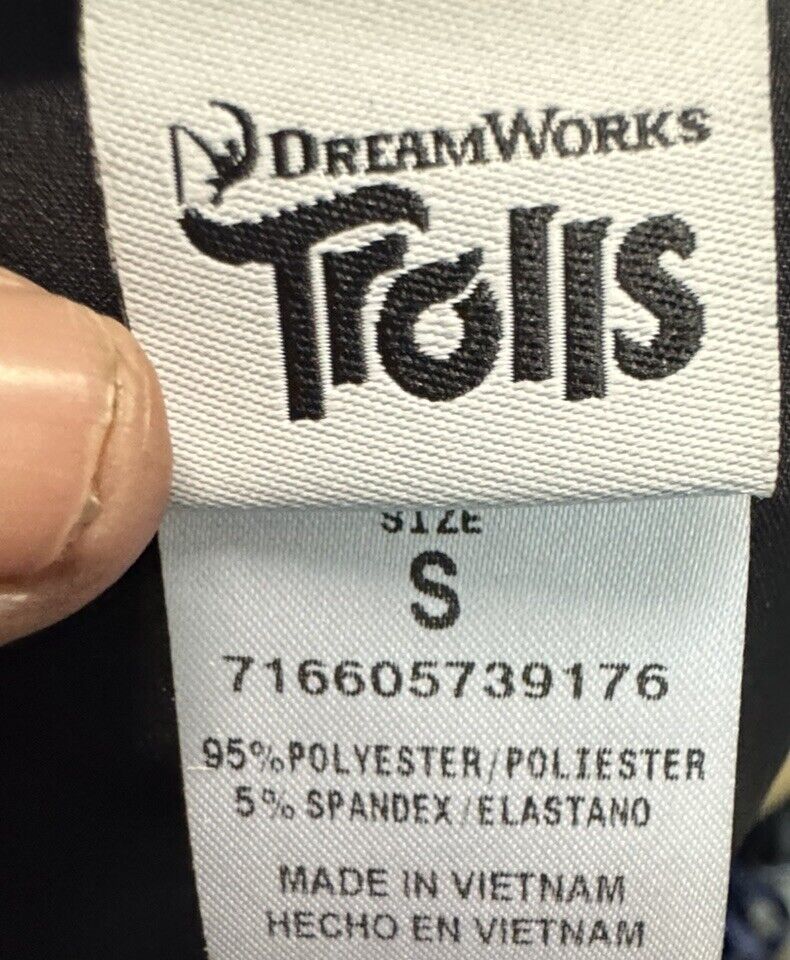 DREAMWORKS
Trolls
SIZE
S
716605739176
95% POLYESTER/POLIESTER
5% SPANDEX/ELASTANO
MADE IN VIETNAM
HECHO EN VIETNAM